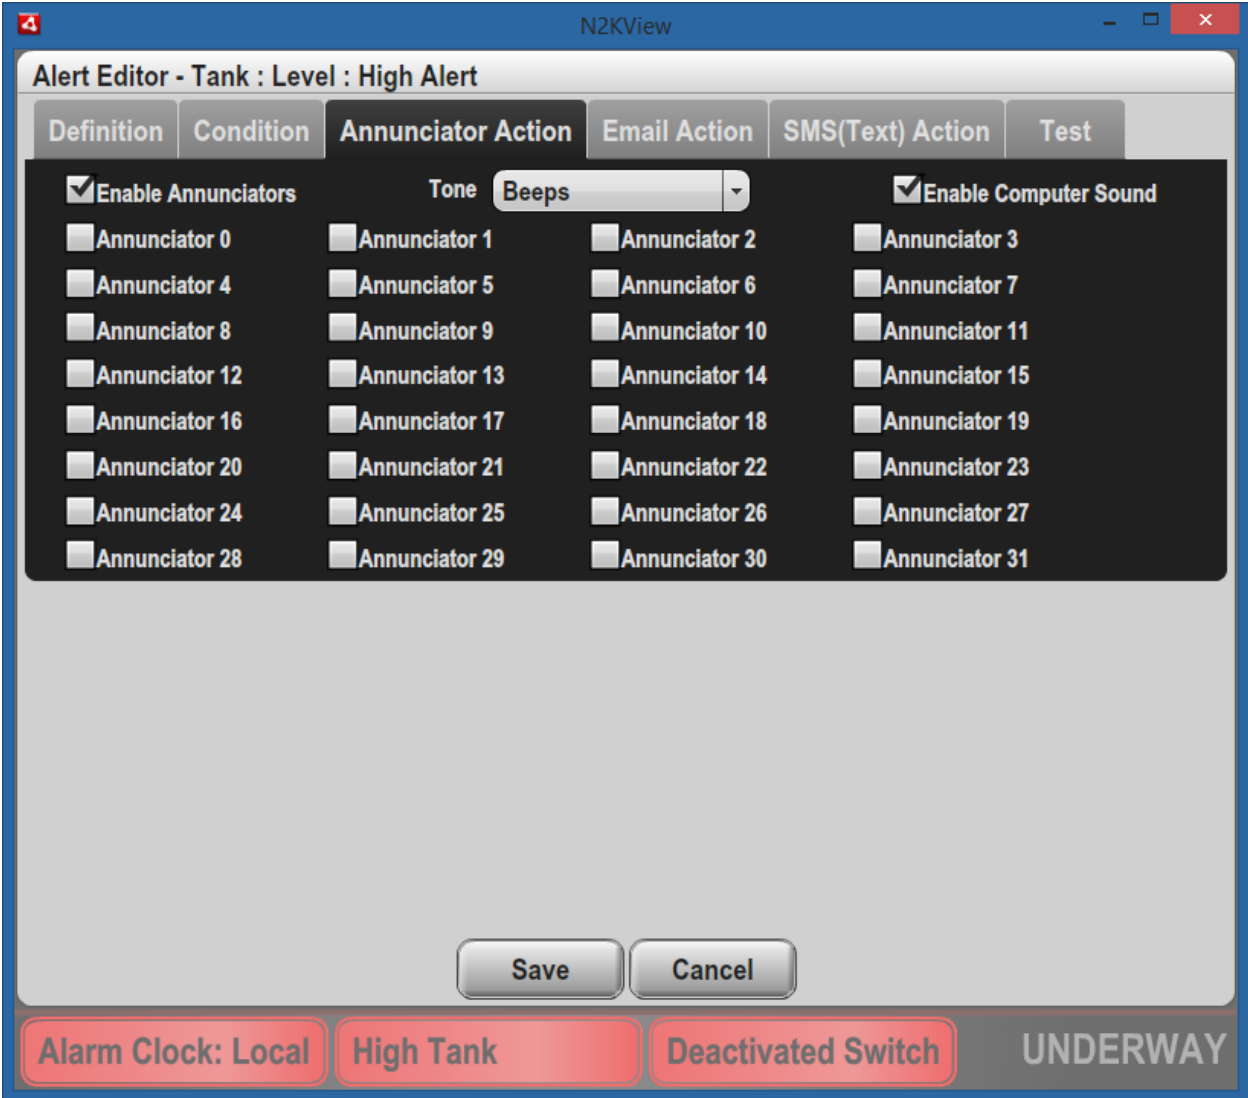 N2KView
Alert Editor - Tank : Level : High Alert
Definition Condition Annunciator Action Email Action SMS(Text) Action Test
Enable Annunciators Tone Beeps Enable Computer Sound
Annunciator 0 Annunciator 1 Annunciator 2 Annunciator 3
Annunciator 4 Annunciator 5 Annunciator 6 Annunciator 7
Annunciator 8 Annunciator 9 Annunciator 10 Annunciator 11
Annunciator 12 Annunciator 13 Annunciator 14 Annunciator 15
Annunciator 16 Annunciator 17 Annunciator 18 Annunciator 19
Annunciator 20 Annunciator 21 Annunciator 22 Annunciator 23
Annunciator 24 Annunciator 25 Annunciator 26 Annunciator 27
Annunciator 28 Annunciator 29 Annunciator 30 Annunciator 31
Save Cancel
Alarm Clock: Local High Tank Deactivated Switch UNDERWAY